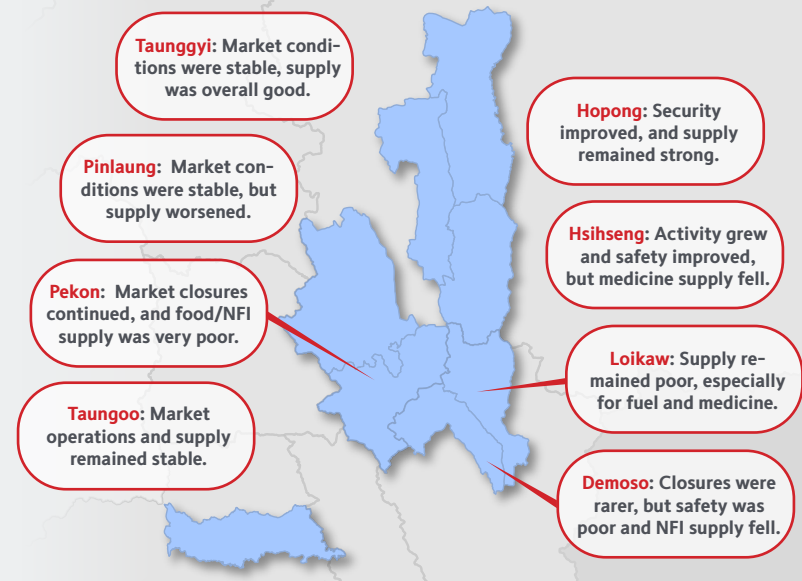 Taunggyi: Market condi-
tions were stable, supply
was overall good.
Pinlaung: Market con-
ditions were stable, but
supply worsened.
Pekon: Market closures
continued, and food/NFI
supply was very poor.
Taungoo: Market
operations and supply
remained stable.
Hopong: Security
improved, and supply
remained strong.
Hsihseng: Activity grew
and safety improved,
but medicine supply fell.
Loikaw: Supply re-
mained poor, especially
for fuel and medicine.
Demoso: Closures were
rarer, but safety was
poor and NFI supply fell.